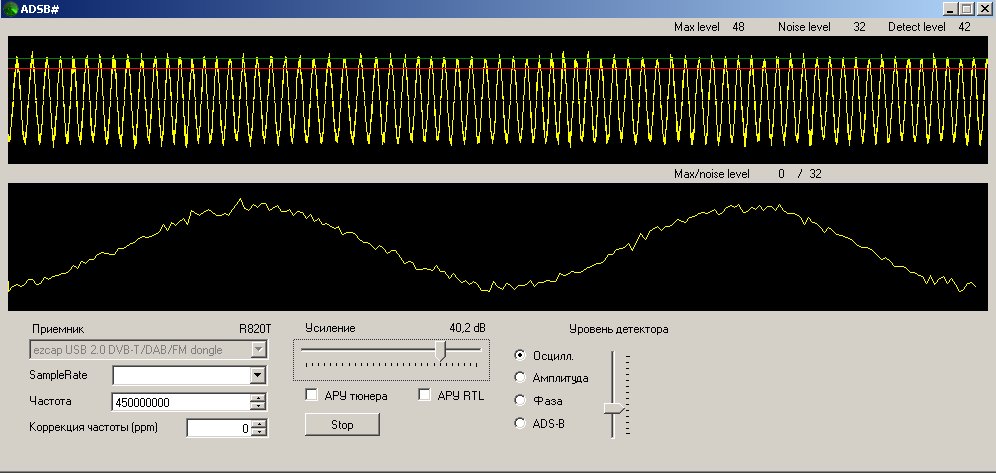 ADSB#
Max level 48 Noise level 32 Detect level 42
Max/noise level 0 / 32
Приемник R820T
ezcap USB 2.0 DVB-T/DAB/FM dongle
SampleRate
Частота 450000000
Коррекция частоты (ppm) 0
Усиление 40,2 dB
АРУ тюнера АРУ RTL
Stop
Уровень детектора
Осцилл.
Амплитуда
Фаза
ADS-B